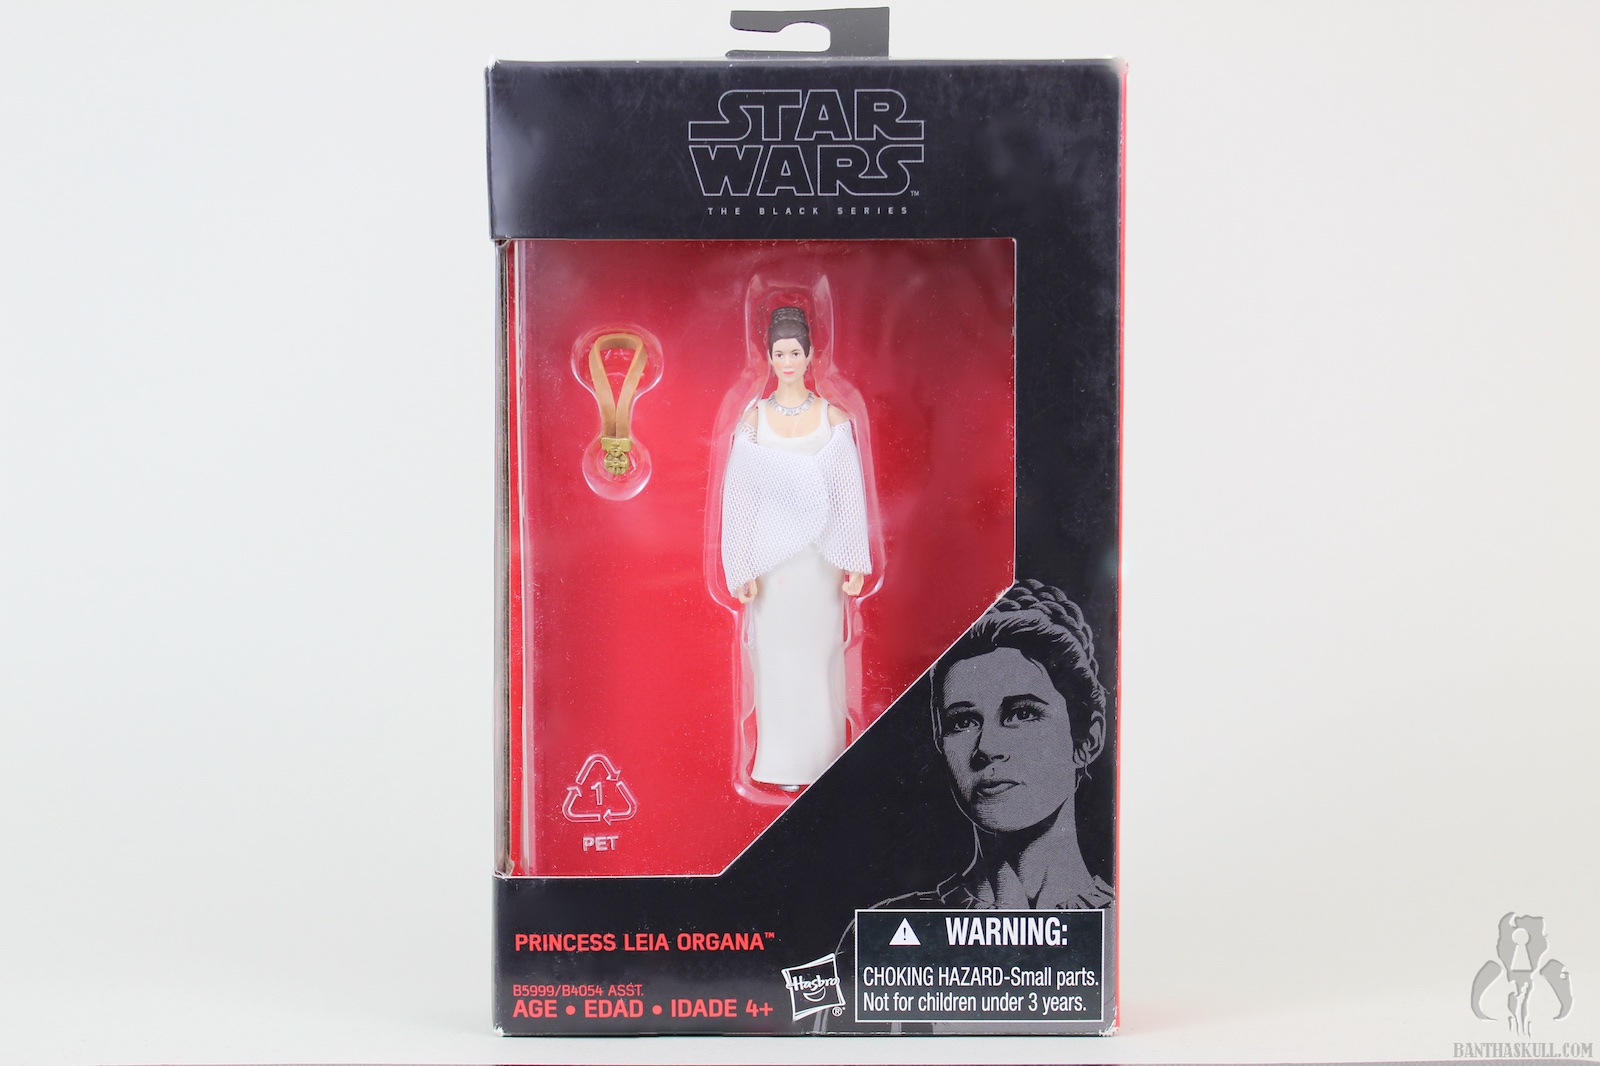 STAR
WARS™
THE BLACK SERIES
1
PET
PRINCESS LEIA ORGANA™
B5999/B4054 ASST.
AGE • EDAD • IDADE 4+
Hasbro®
WARNING:
CHOKING HAZARD-Small parts.
Not for children under 3 years.
BANTHASKULL.COM